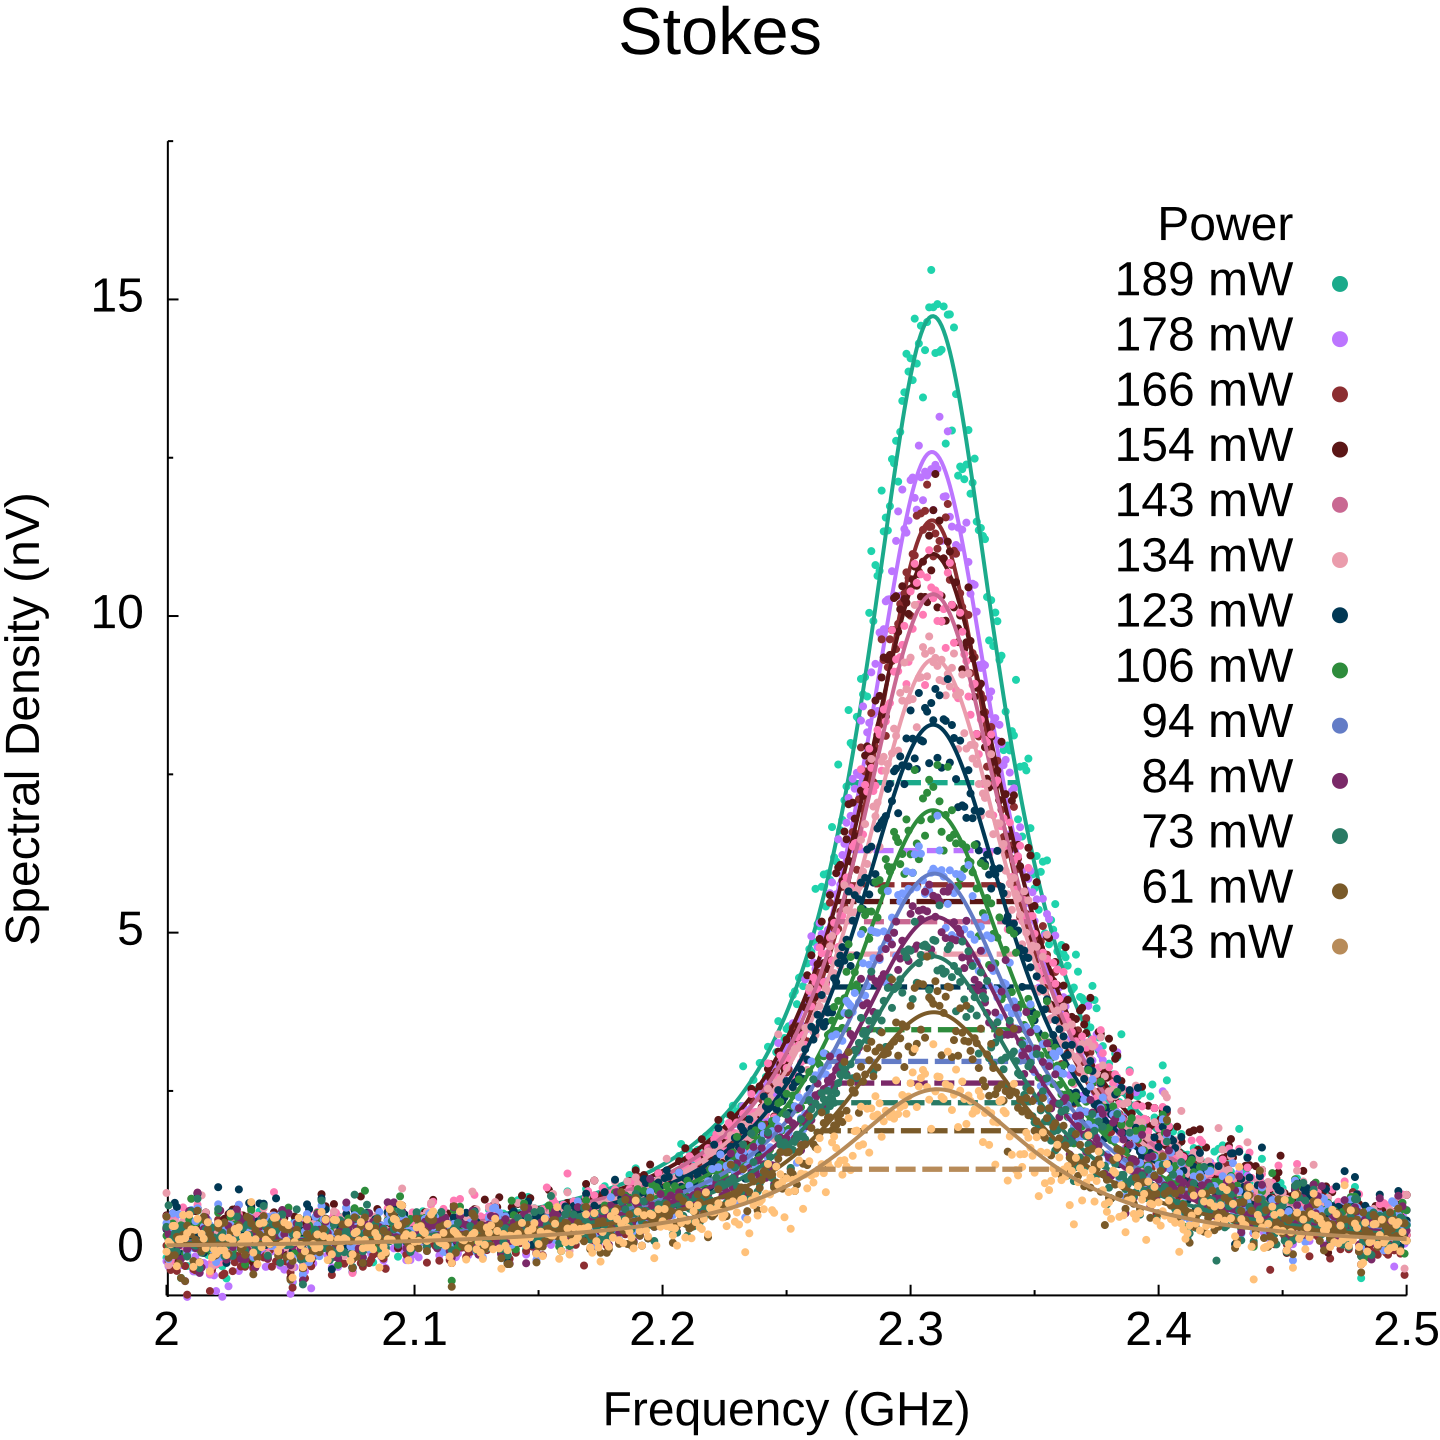 Stokes
Spectral Density (nV)
15
10
5
0
Power
189 mW
178 mW
166 mW
154 mW
143 mW
134 mW
123 mW
106 mW
94 mW
84 mW
73 mW
61 mW
43 mW
2 2.1 2.2 2.3 2.4 2.5
Frequency (GHz)